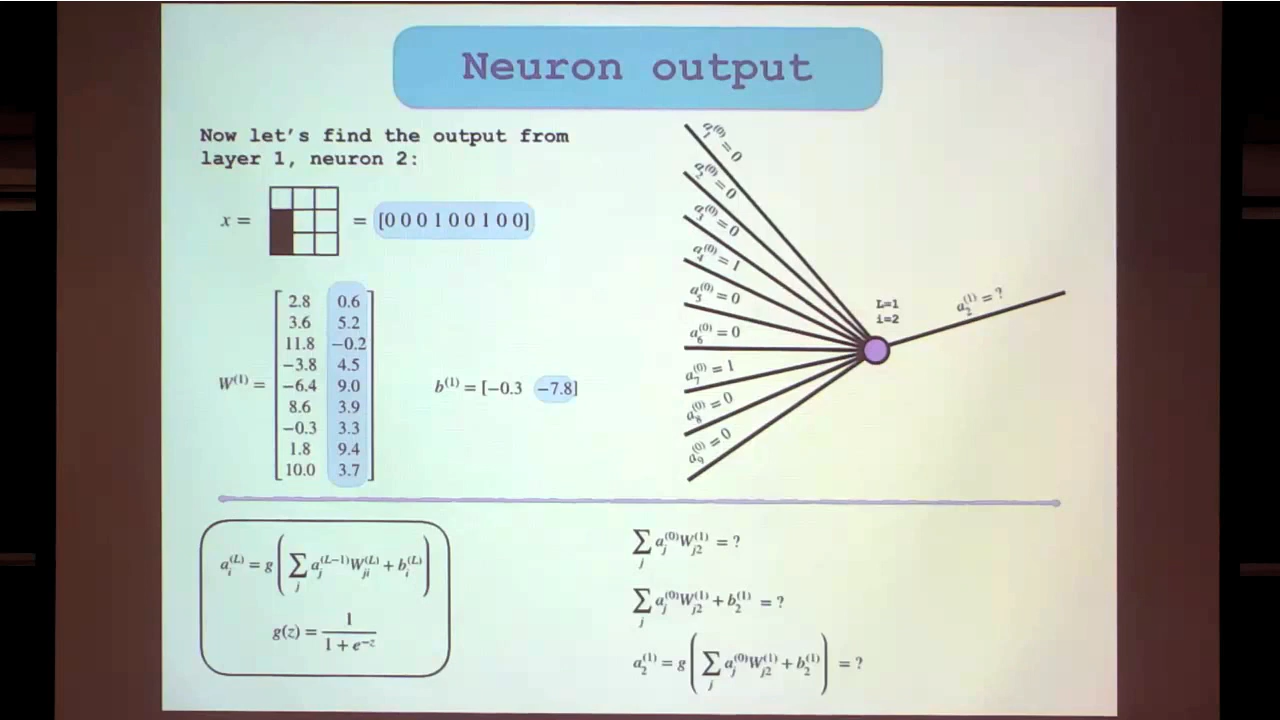 Neuron output
Now let's find the output from
layer 1, neuron 2:
x = = [0 0 0 1 0 0 1 0 0]
W⁽¹⁾ =
2.8 0.6
3.6 5.2
11.8 −0.2
−3.8 4.5
−6.4 9.0
8.6 3.9
−0.3 3.3
1.8 9.4
10.0 3.7
b⁽¹⁾ = [−0.3 −7.8]
a₁⁽⁰⁾ = 0
a₂⁽⁰⁾ = 0
a₃⁽⁰⁾ = 0
a₄⁽⁰⁾ = 1
a₅⁽⁰⁾ = 0
a₆⁽⁰⁾ = 0
a₇⁽⁰⁾ = 1
a₈⁽⁰⁾ = 0
a₉⁽⁰⁾ = 0
L=1
i=2
a₂⁽¹⁾ = ?
aᵢ⁽ᴸ⁾ = g(∑ⱼ aⱼ⁽ᴸ⁻¹⁾Wⱼᵢ⁽ᴸ⁾ + bᵢ⁽ᴸ⁾)
g(z) = 1 / (1 + e⁻ᶻ)
∑ⱼ aⱼ⁽⁰⁾Wⱼ₂⁽¹⁾ = ?
∑ⱼ aⱼ⁽⁰⁾Wⱼ₂⁽¹⁾ + b₂⁽¹⁾ = ?
a₂⁽¹⁾ = g(∑ⱼ aⱼ⁽⁰⁾Wⱼ₂⁽¹⁾ + b₂⁽¹⁾) = ?